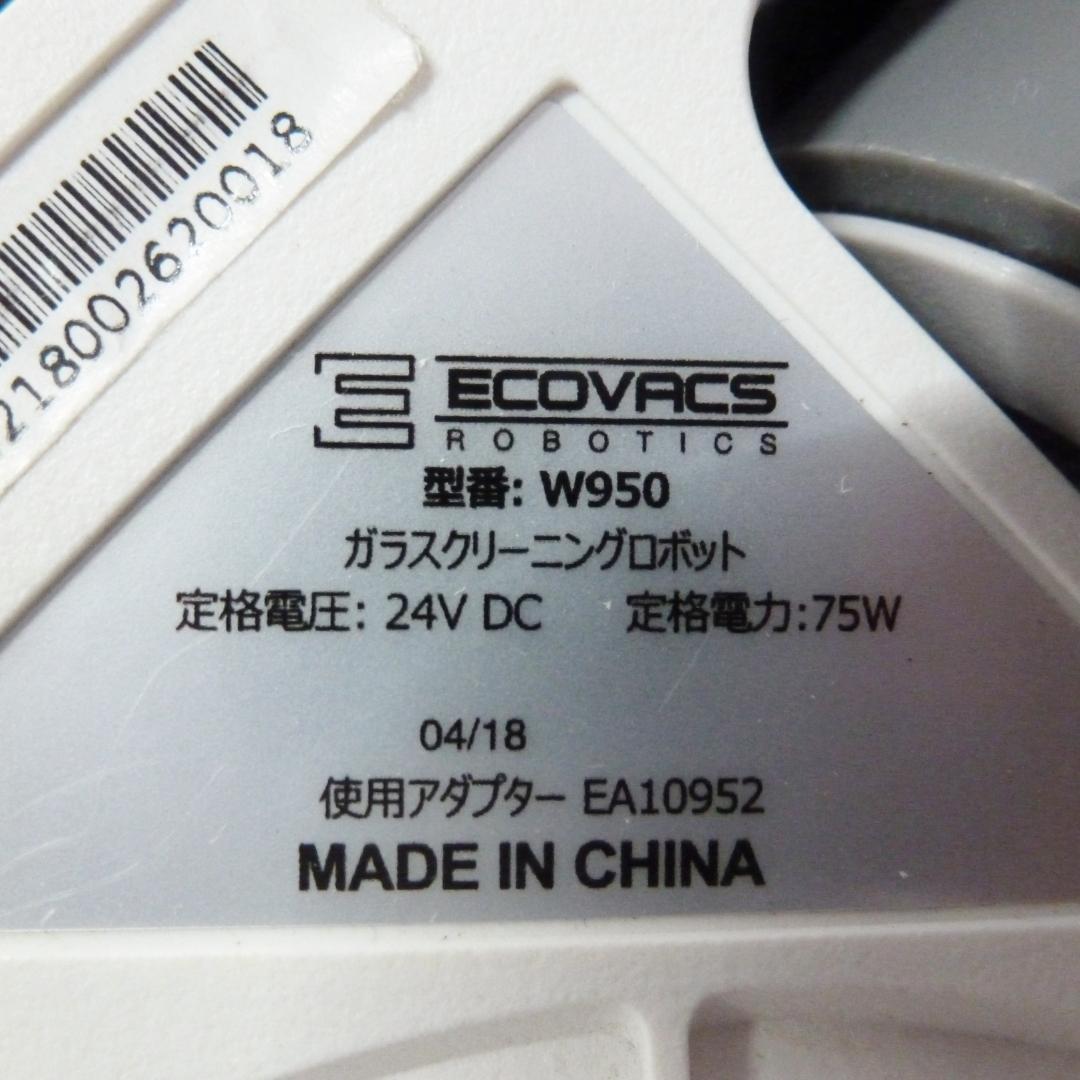 218002620018
ECOVACS
ROBOTICS
型番: W950
ガラスクリーニングロボット
定格電圧: 24V DC 定格電力:75W
04/18
使用アダプター EA10952
MADE IN CHINA